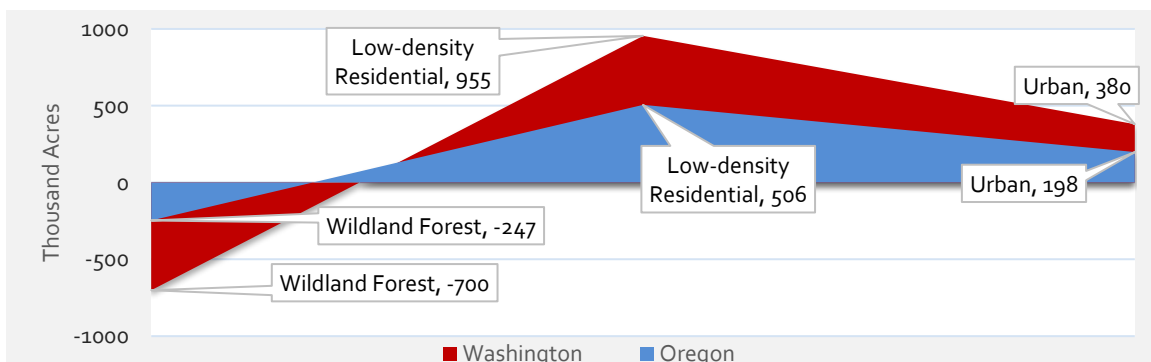 1000
500
0
-500
-1000
Thousand Acres
Low-density
Residential, 955
Urban, 380
Low-density
Residential, 506
Urban, 198
Wildland Forest, -247
Wildland Forest, -700
Washington
Oregon